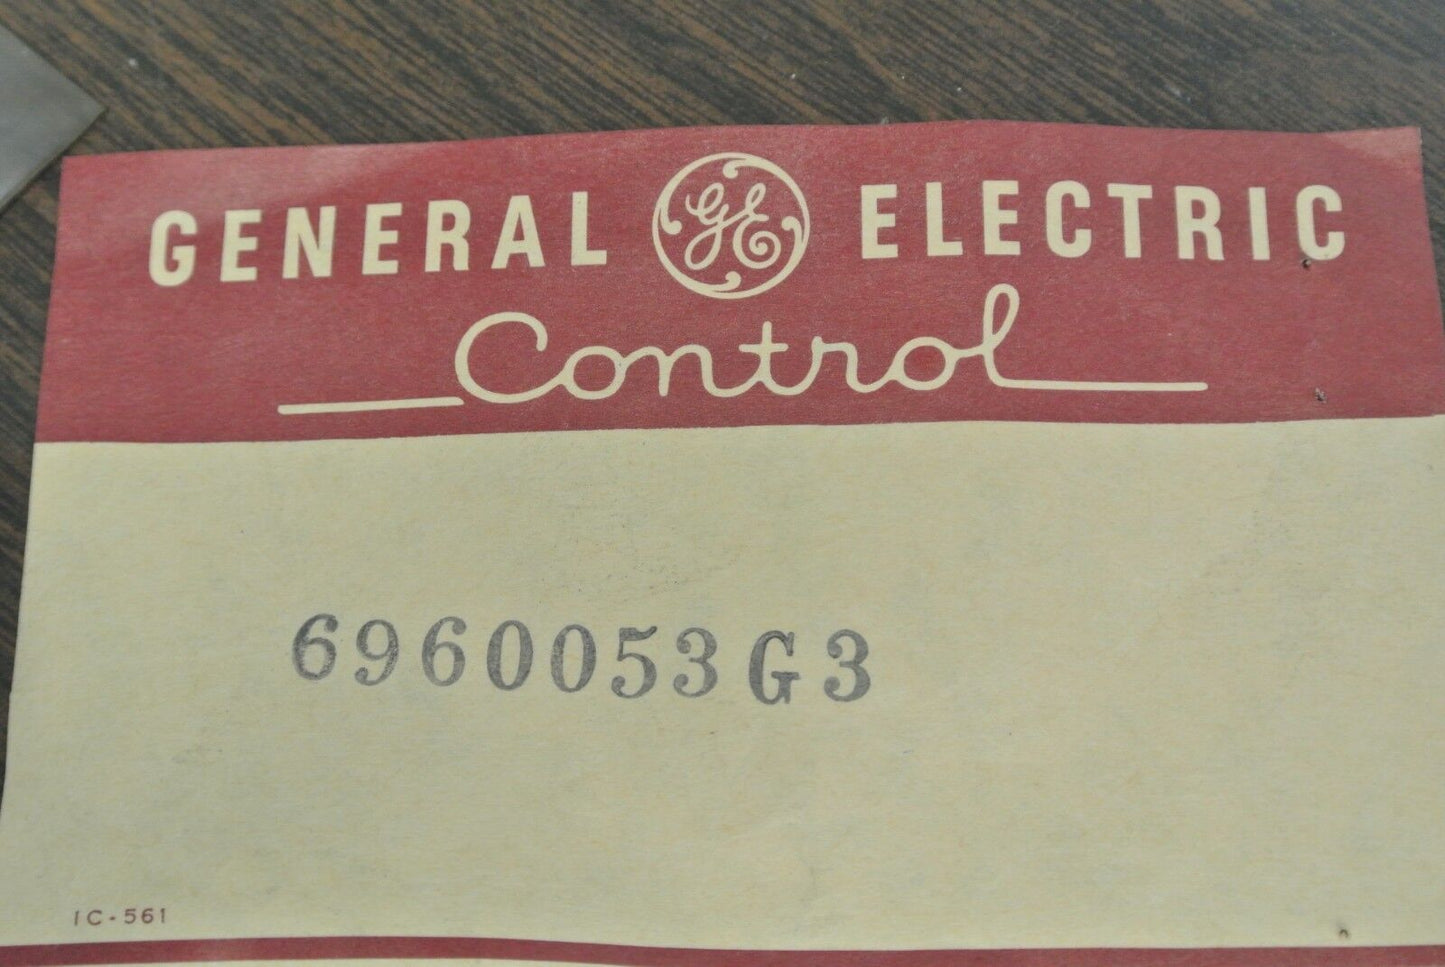 GENERAL GE ELECTRIC
Control
6960053G3
IC-561